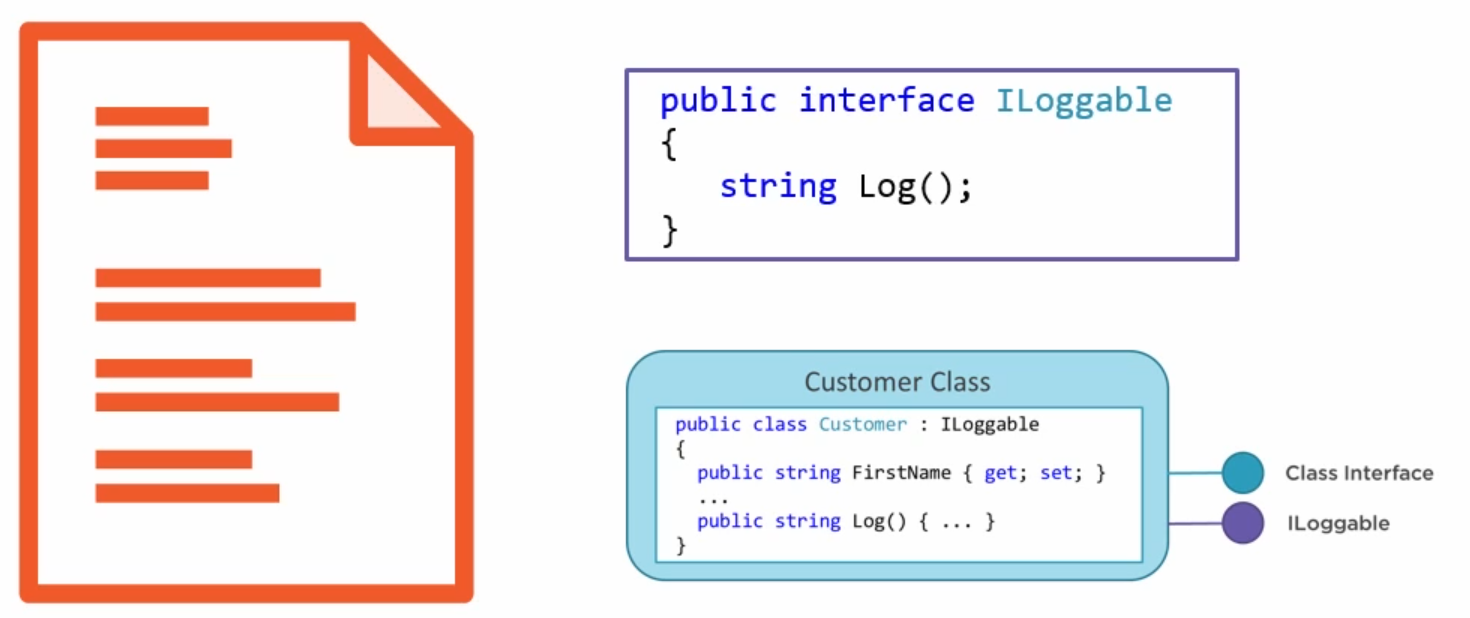 public interface ILoggable
{
string Log();
}
Customer Class
public class Customer : ILoggable
{
public string FirstName { get; set; }
...
public string Log() { ... }
}
Class Interface
ILoggable